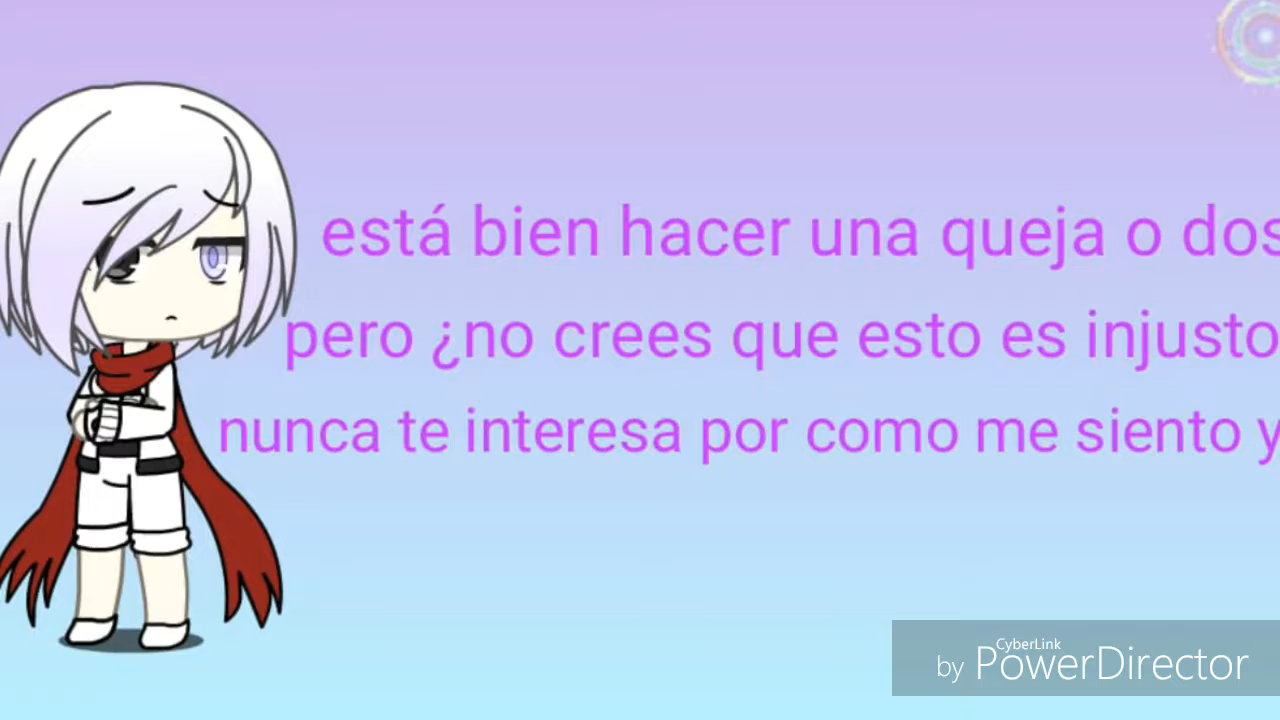 está bien hacer una queja o dos
pero ¿no crees que esto es injusto
nunca te interesa por como me siento y
by CyberLink PowerDirector